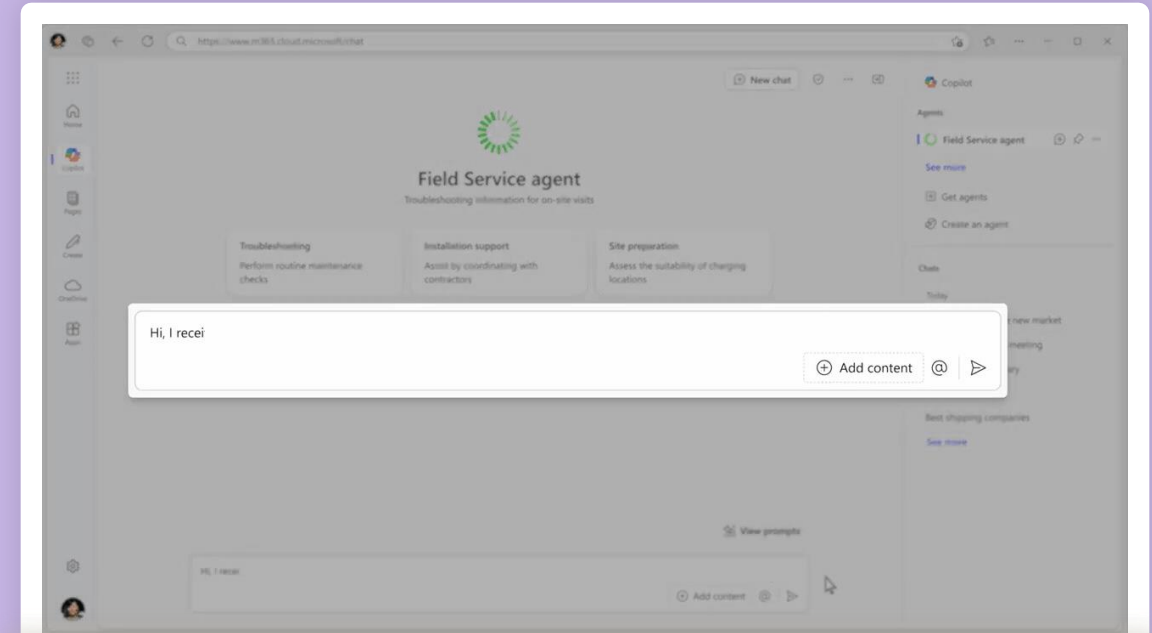 https://www.m365.cloud.microsoft/chat
New chat
Copilot
Home
Agents
Copilot
Field Service agent
Field Service agent
See more
Troubleshooting information for on-site visits
Pages
Get agents
Create an agent
Create
Troubleshooting
Installation support
Site preparation
Perform routine maintenance
checks
Assist by coordinating with
contractors
Assess the suitability of charging
locations
Chats
OneDrive
Today
Hi, I recei
new market
Apps
meeting
Add content
@
Best shipping companies
See more
View prompts
Hi, I recei
Add content
@